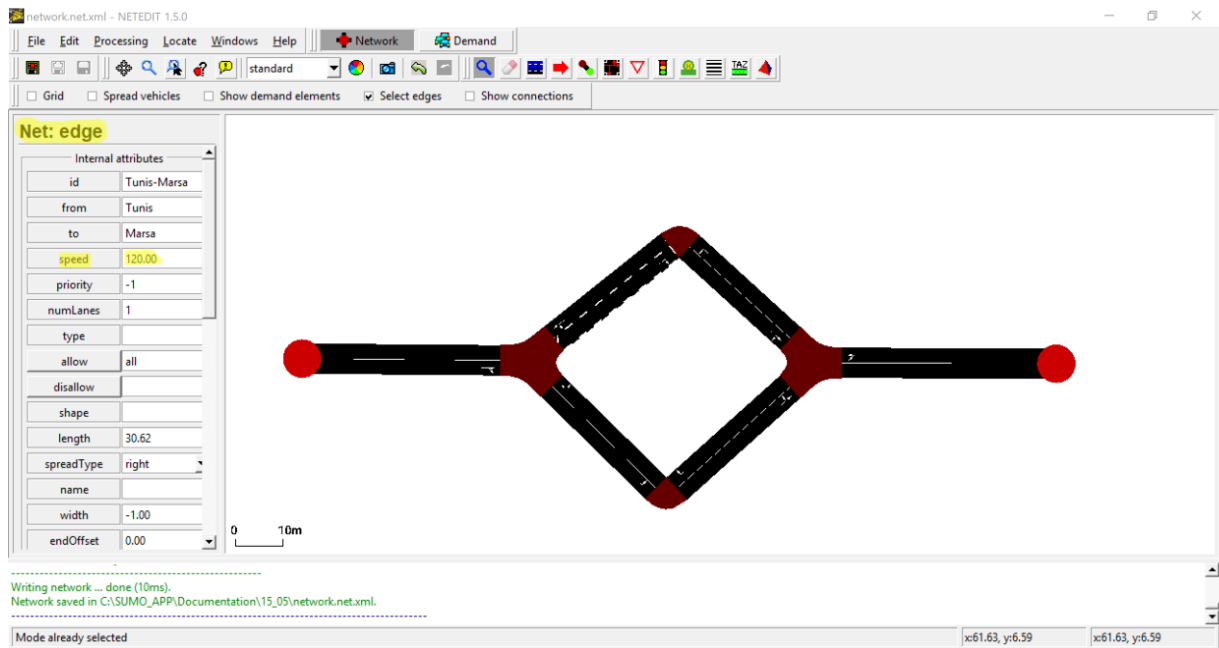 network.net.xml - NETEDIT 1.5.0
File Edit Processing Locate Windows Help Network Demand
standard TAZ
Grid Spread vehicles Show demand elements Select edges Show connections
Net: edge
Internal attributes
id Tunis-Marsa
from Tunis
to Marsa
speed 120.00
priority -1
numLanes 1
type
allow all
disallow
shape
length 30.62
spreadType right
name
width -1.00
endOffset 0.00
0 10m
Writing network ... done (10ms).
Network saved in C:\SUMO_APP\Documentation\15_05\network.net.xml.
Mode already selected x:61.63, y:6.59 x:61.63, y:6.59